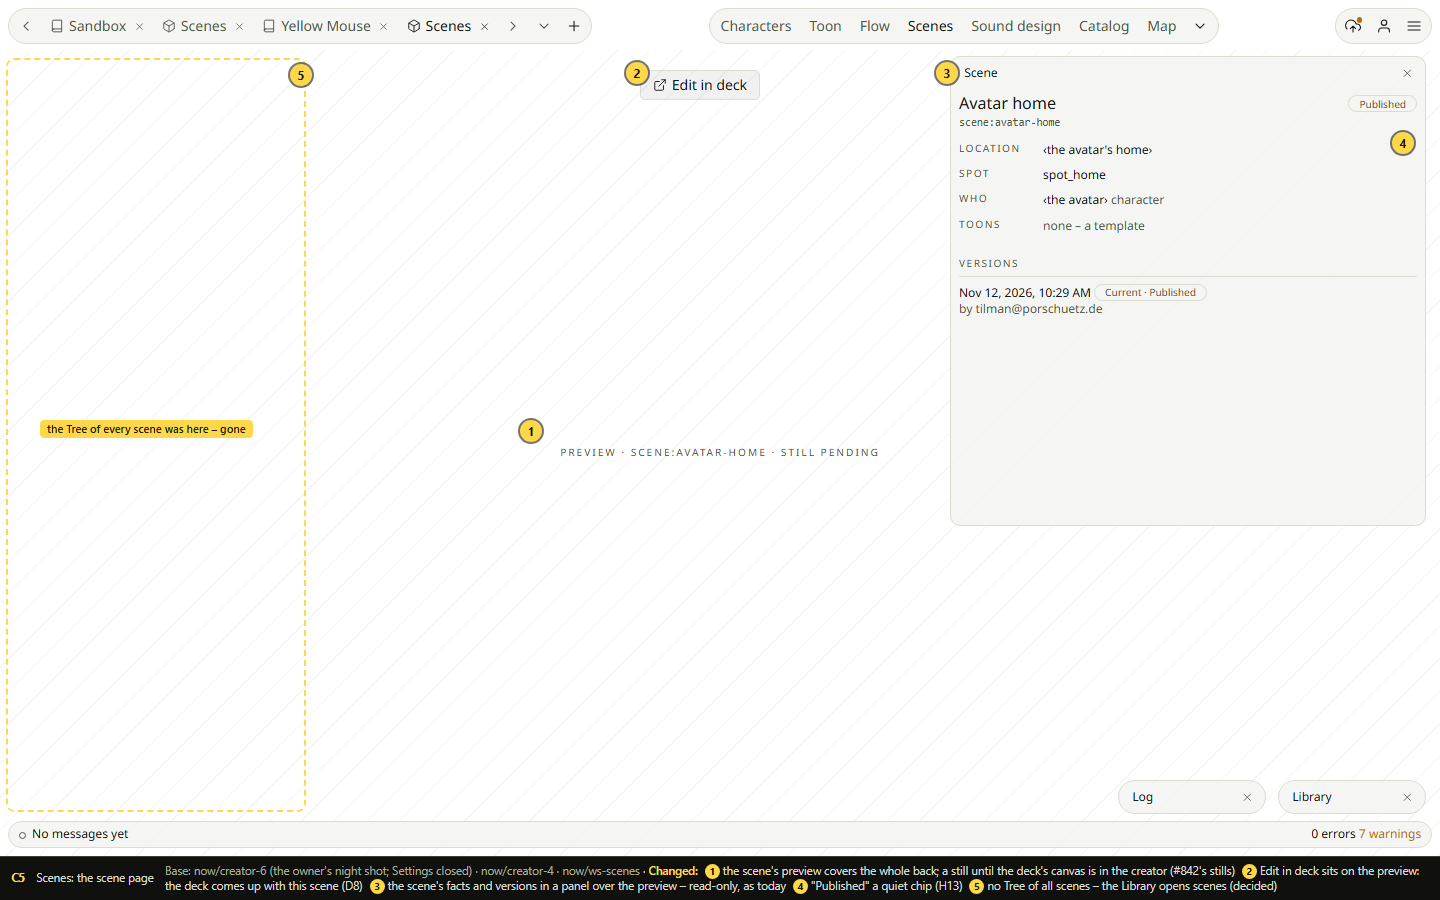 Sandbox
Scenes
Yellow Mouse
Scenes
Characters
Toon
Flow
Scenes
Sound design
Catalog
Map
5
2
Edit in deck
3
Scene
Avatar home
Published
scene:avatar-home
4
LOCATION
‹the avatar's home›
SPOT
spot_home
WHO
‹the avatar› character
TOONS
none – a template
VERSIONS
Nov 12, 2026, 10:29 AM
Current · Published
by tilman@porschuetz.de
the Tree of every scene was here – gone
1
PREVIEW · SCENE:AVATAR-HOME · STILL PENDING
Log
Library
No messages yet
0 errors 7 warnings
C5
Scenes: the scene page
Base: now/creator-6 (the owner's night shot; Settings closed) · now/creator-4 · now/ws-scenes · Changed: 1 the scene's preview covers the whole back; a still until the deck's canvas is in the creator (#842's stills) 2 Edit in deck sits on the preview:
the deck comes up with this scene (D8) 3 the scene's facts and versions in a panel over the preview – read-only, as today 4 "Published" a quiet chip (H13) 5 no Tree of all scenes – the Library opens scenes (decided)